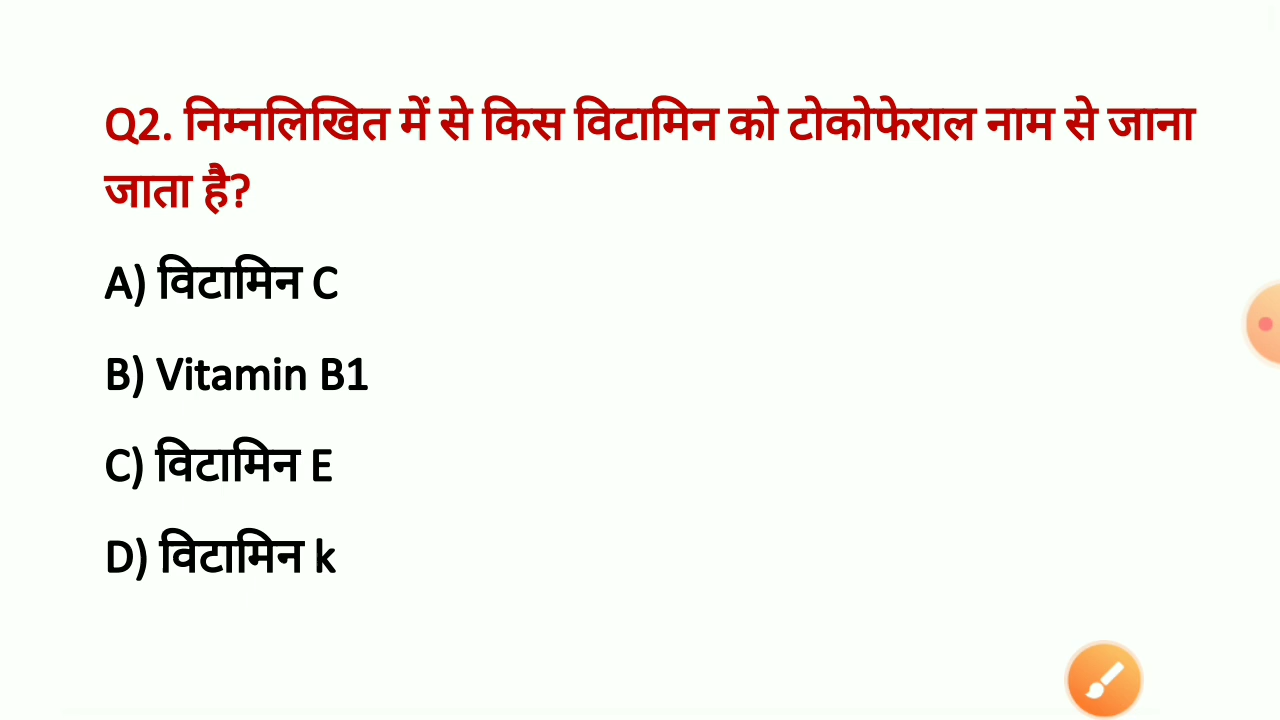 Q2. निम्नलिखित में से किस विटामिन को टोकोफेराल नाम से जाना
जाता है?
A) विटामिन C
B) Vitamin B1
C) विटामिन E
D) विटामिन k